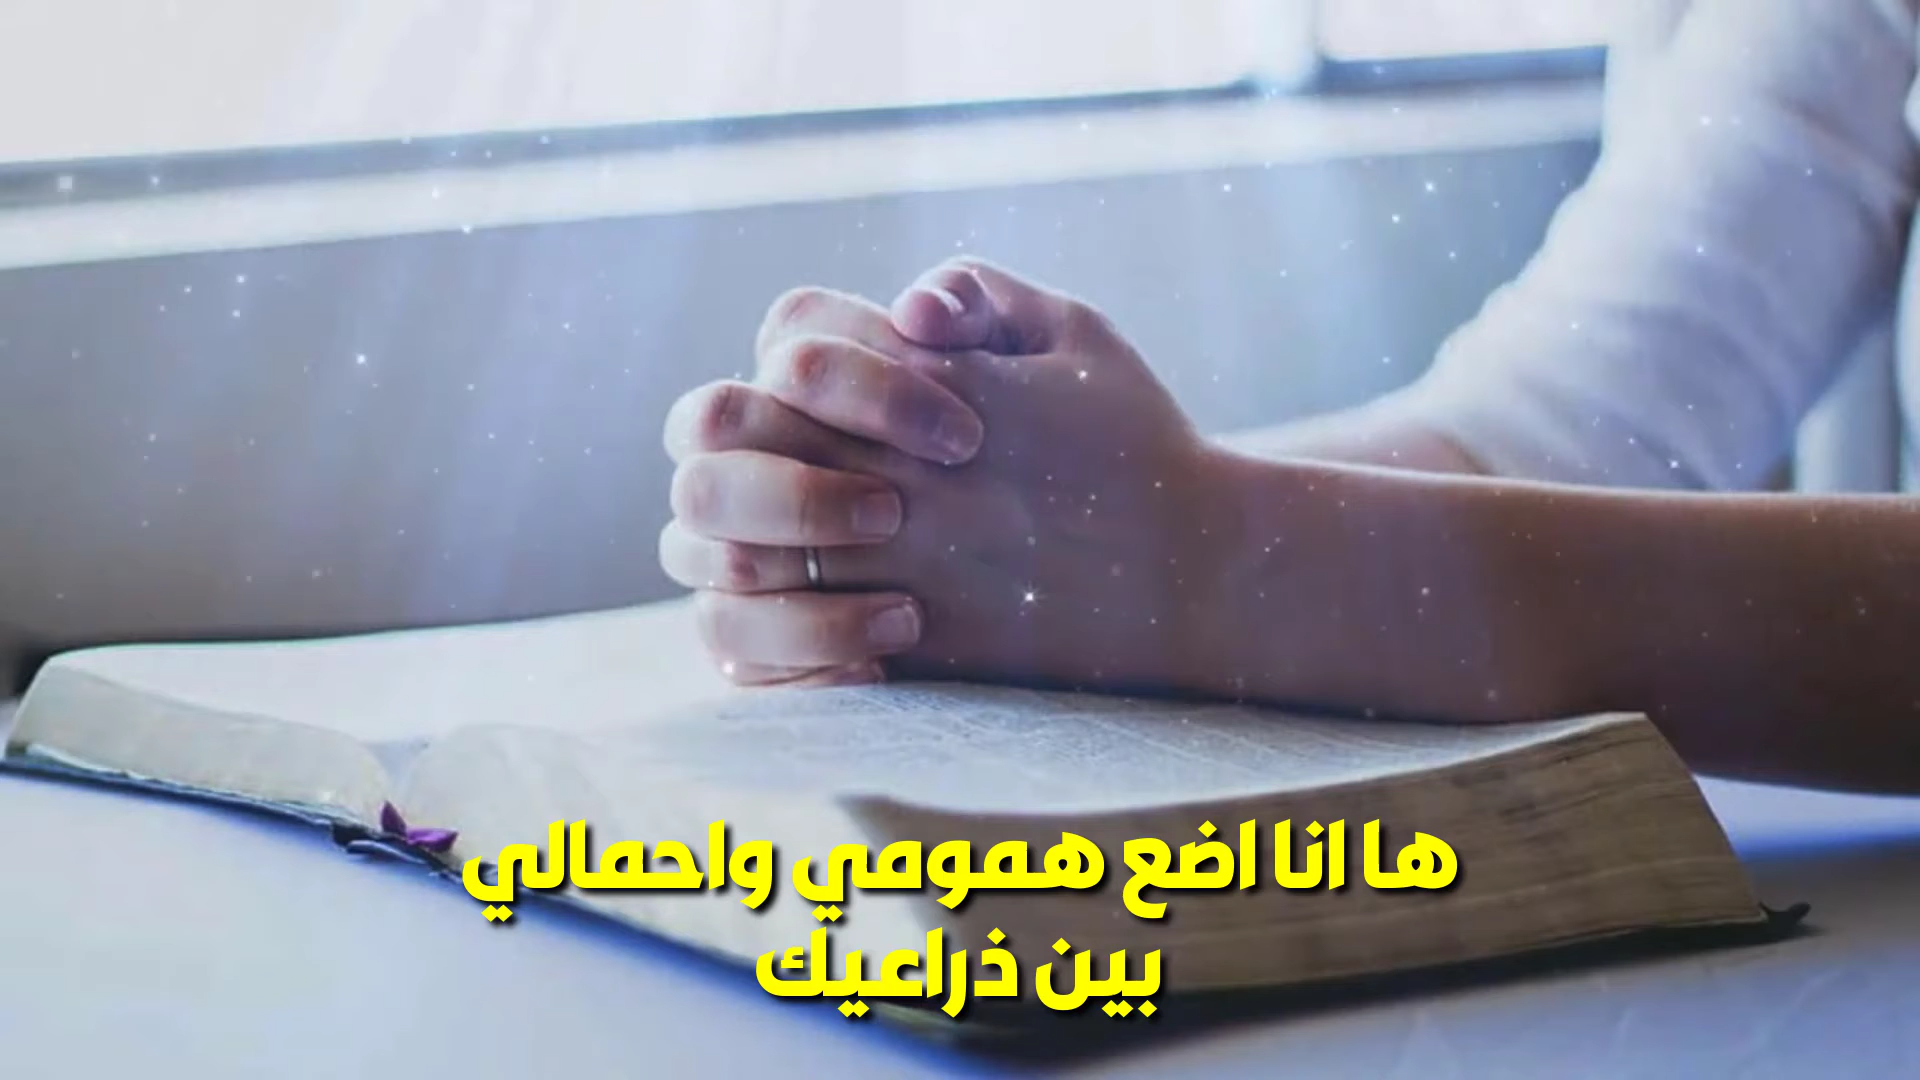 ها انا اضع همومي واحمالي
بين ذراعيك